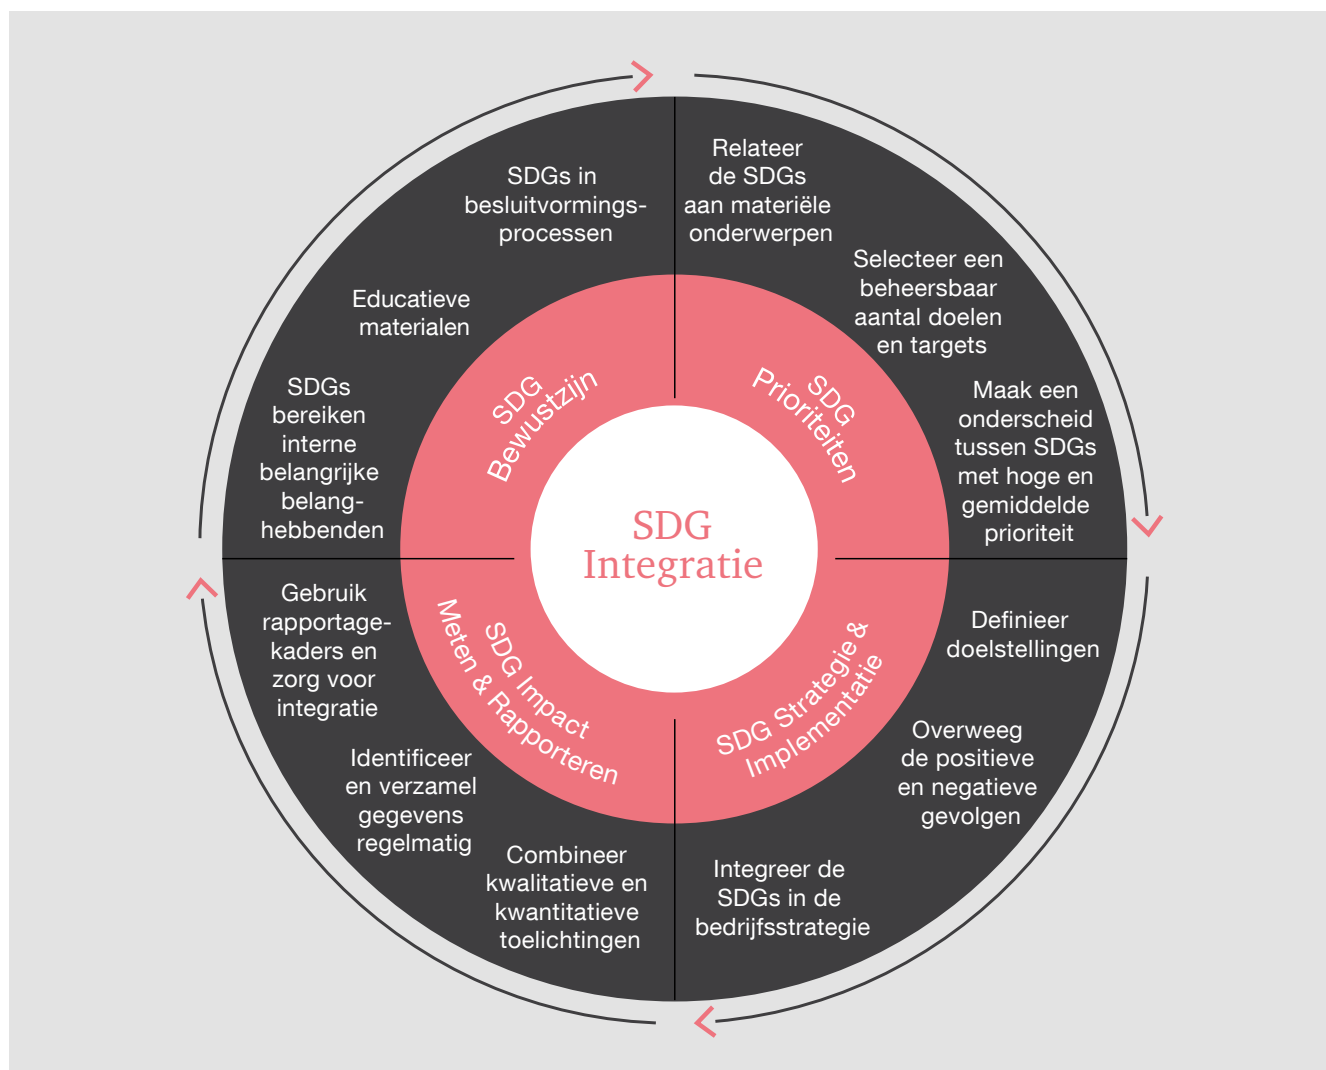 SDGs in
besluitvormings-
processen
Educatieve
materialen
SDGs
bereiken
interne
belangrijke
belang-
hebbenden
Relateer
de SDGs
aan materiële
onderwerpen
Selecteer een
beheersbaar
aantal doelen
en targets
Maak een
onderscheid
tussen SDGs
met hoge en
gemiddelde
prioriteit
SDG
Bewustzijn
SDG
Prioriteiten
SDG
Integratie
SDG Impact
Meten & Rapporteren
SDG Strategie &
Implementatie
Gebruik
rapportage-
kaders en
zorg voor
integratie
Identificeer
en verzamel
gegevens
regelmatig
Combineer
kwalitatieve en
kwantitatieve
toelichtingen
Definieer
doelstellingen
Overweeg
de positieve
en negatieve
gevolgen
Integreer de
SDGs in de
bedrijfsstrategie